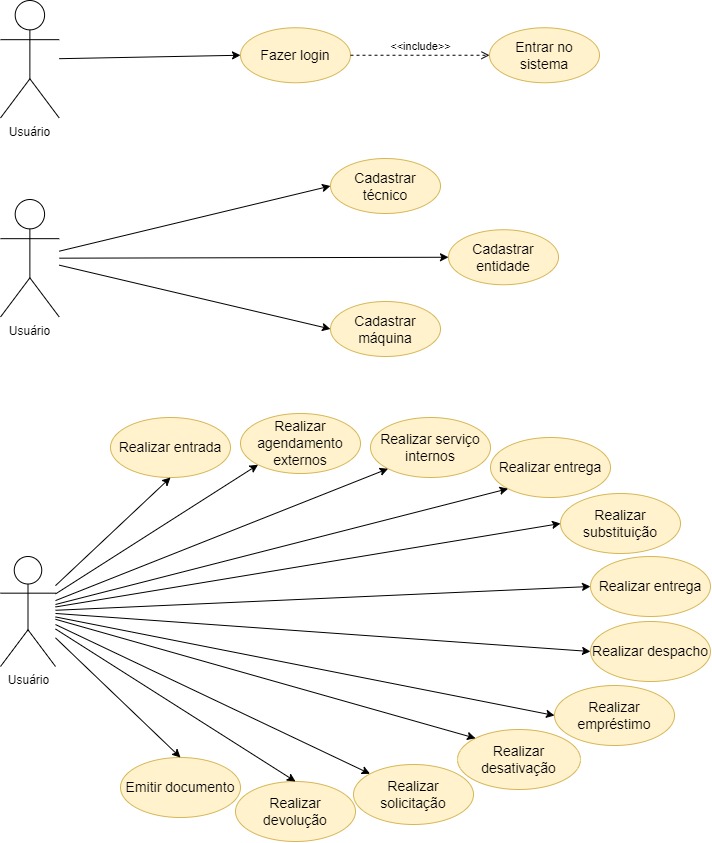 Fazer login
<<include>>
Entrar no
sistema
Usuário
Cadastrar
técnico
Cadastrar
entidade
Cadastrar
máquina
Usuário
Realizar entrada
Realizar
agendamento
externos
Realizar serviço
internos
Realizar entrega
Realizar
substituição
Realizar entrega
Realizar despacho
Realizar
empréstimo
Realizar
desativação
Realizar
solicitação
Realizar
devolução
Emitir documento
Usuário